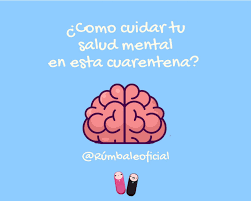 ¿Como cuidar tu
salud mental
en esta cuarentena?
@Rúmbaleoficial